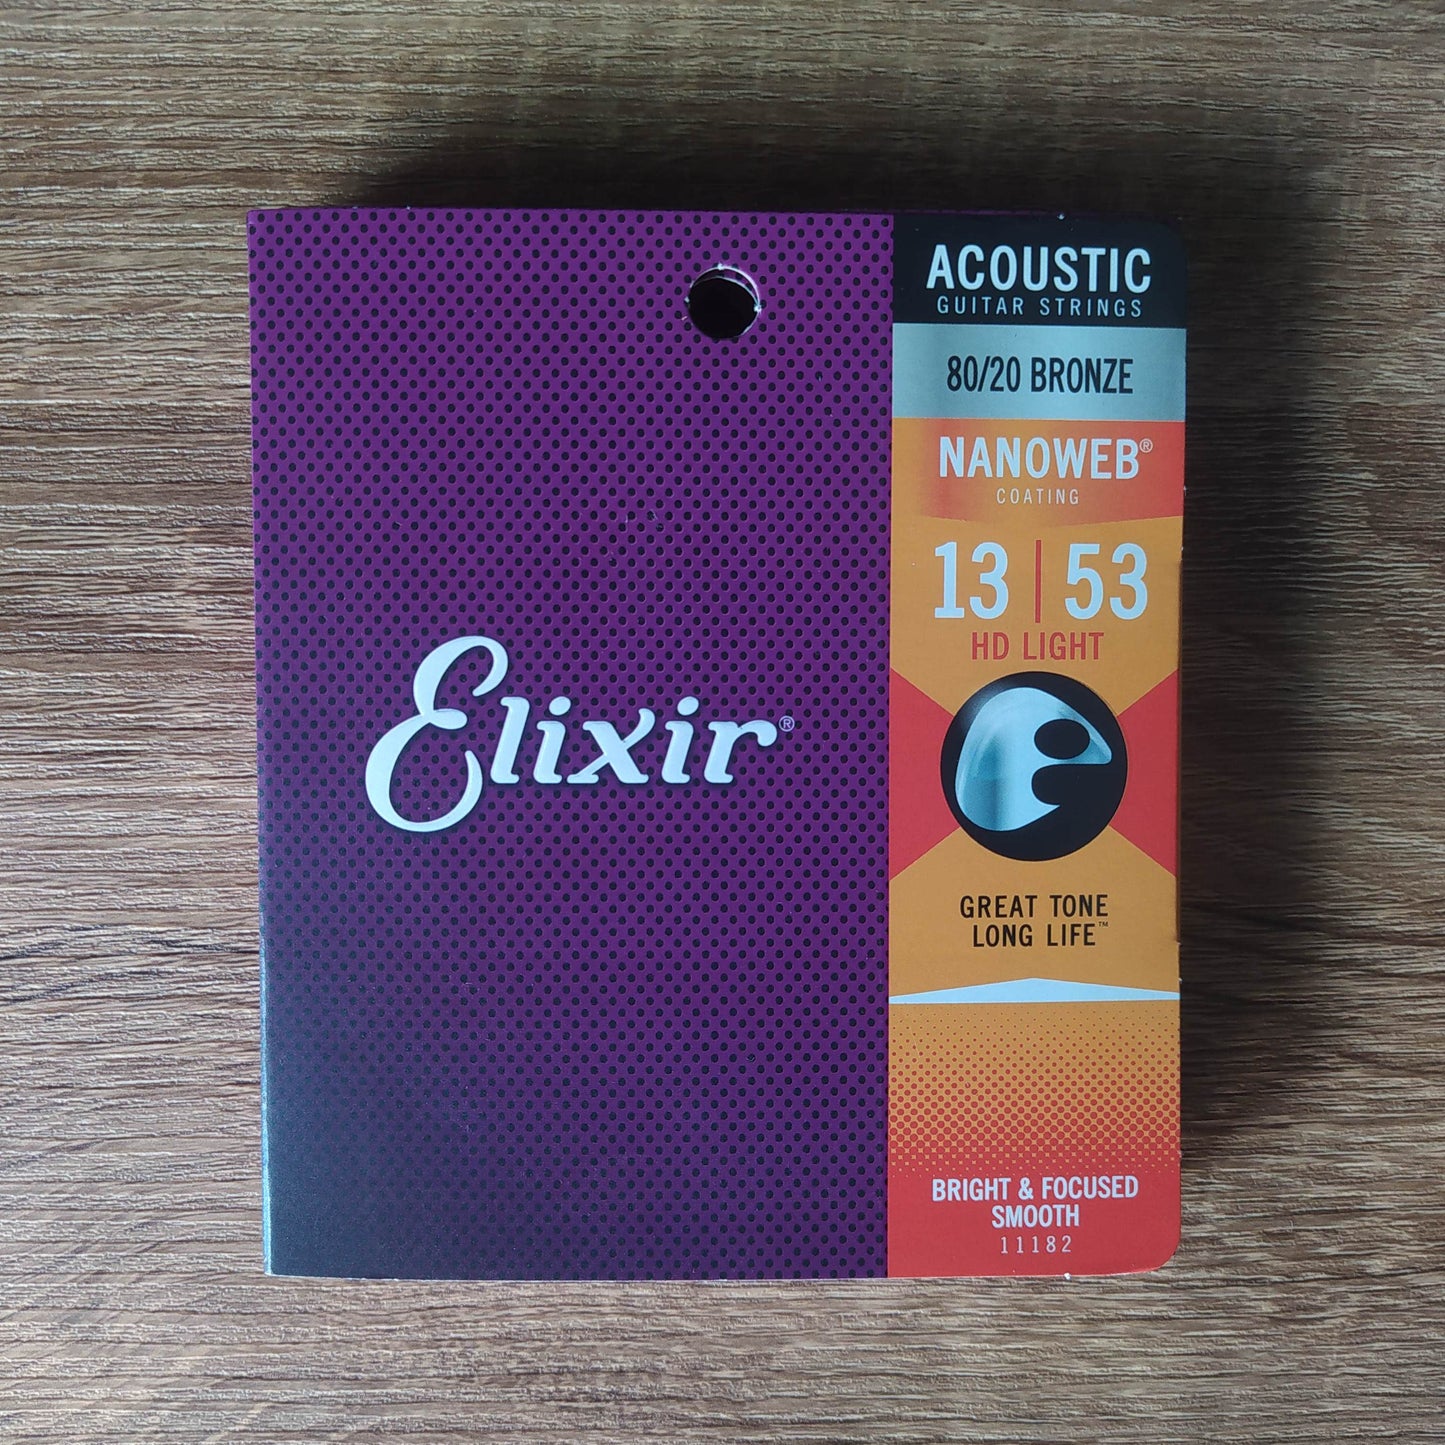 Elixir®
ACOUSTIC
GUITAR STRINGS
80/20 BRONZE
NANOWEB®
COATING
13 | 53
HD LIGHT
GREAT TONE
LONG LIFE™
BRIGHT & FOCUSED
SMOOTH
11182